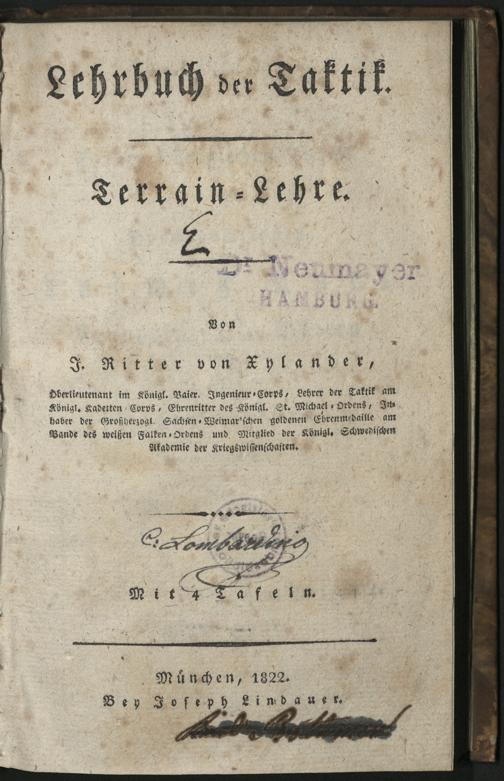 Lehrbuch der Taktik.
Terrain-Lehre.
Dr Neumayer
HAMBURG.
Von
J. Ritter von Xylander,
Oberlieutenant im Königl. Baier. Ingenieur-Corps, Lehrer der Taktik am
Königl. Kadetten-Corps, Ehrenritter des Königl. St. Michael-Ordens, In-
haber der Großherzogl. Sachsen-Weimar'schen goldenen Ehrenmedaille am
Bande des weißen Falken-Ordens und Mitglied der Königl. Schwedischen
Akademie der Kriegswissenschaften.
C. Lombardino
Mit 4 Tafeln.
München, 1822.
Bey Joseph Lindauer.